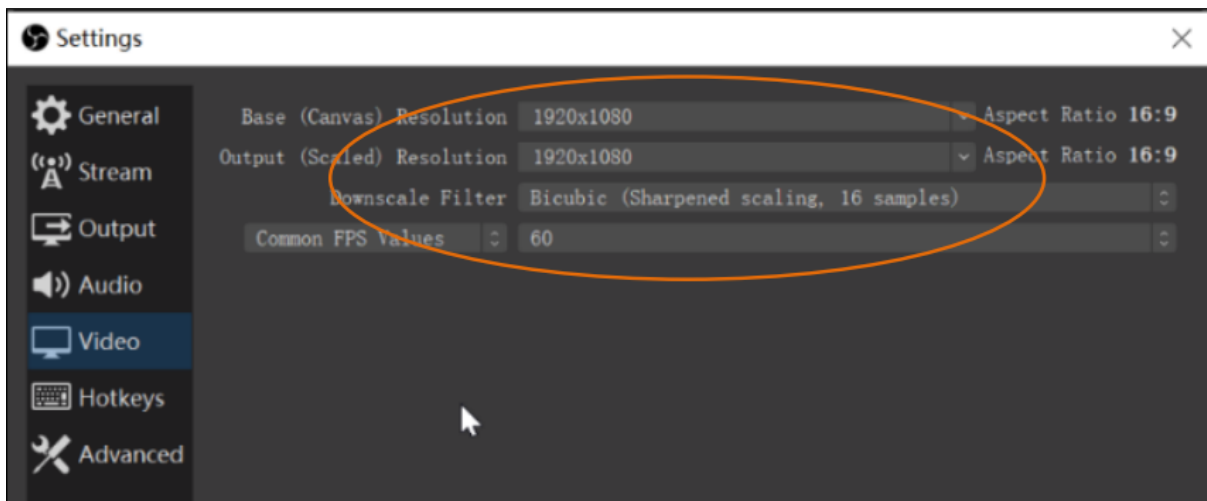 Settings
General
Stream
Output
Audio
Video
Hotkeys
Advanced
Base (Canvas) Resolution 1920x1080 Aspect Ratio 16:9
Output (Scaled) Resolution 1920x1080 Aspect Ratio 16:9
Downscale Filter Bicubic (Sharpened scaling, 16 samples)
Common FPS Values 60